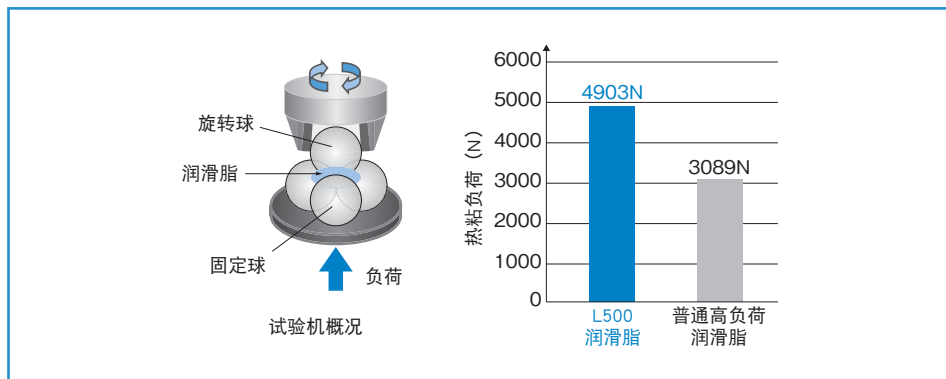 旋转球
润滑脂
固定球
负荷
试验机概况
热粘负荷（N）
6000
5000
4000
3000
2000
1000
0
4903N
3089N
L500
润滑脂
普通高负荷
润滑脂